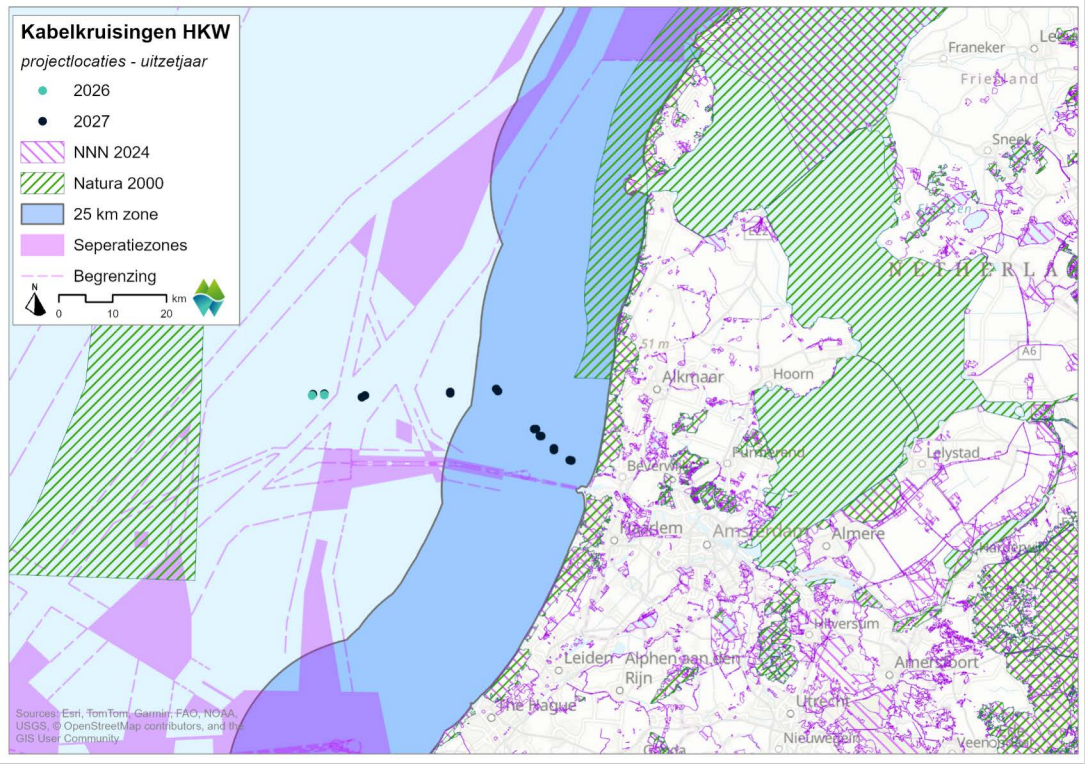 Kabelkruisingen HKW
projectlocaties - uitzetjaar
2026
2027
NNN 2024
Natura 2000
25 km zone
Seperatiezones
Begrenzing
N
km
0 10 20
Franeker
Friesland
Sneek
NETHERLA
A6
51 m
Alkmaar
Hoorn
Purmerend
Lelystad
Beverwijk
Haarlem
Amsterdam
Almere
Harderwij
Hilversum
Amersfoort
Leiden
Alphen aan den
Rijn
The Hague
Utrecht
Gouda
Nieuwegein
Veenendaal
Sources: Esri, TomTom, Garmin, FAO, NOAA,
USGS, © OpenStreetMap contributors, and the
GIS User Community